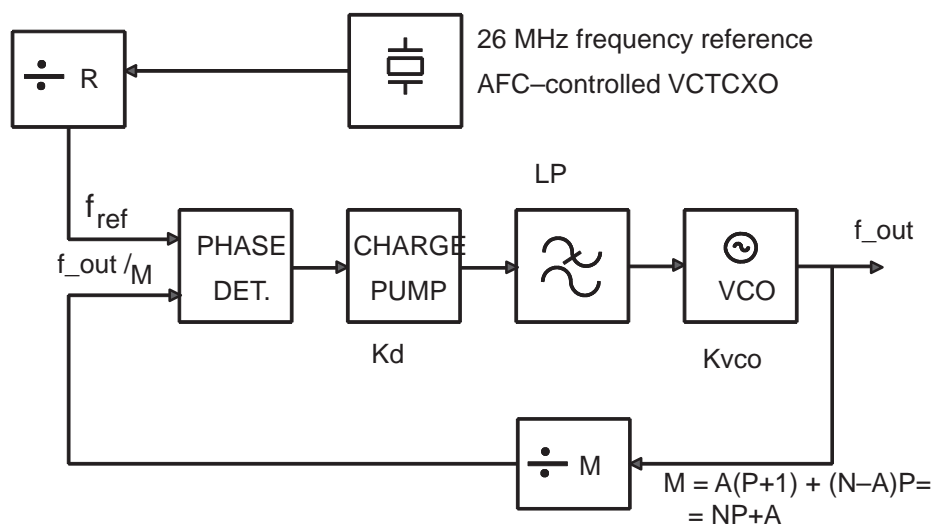 26 MHz frequency reference
AFC–controlled VCTCXO
R
LP
f_ref
f_out /M
PHASE
DET.
CHARGE
PUMP
VCO
f_out
Kd
Kvco
M
M = A(P+1) + (N–A)P=
= NP+A